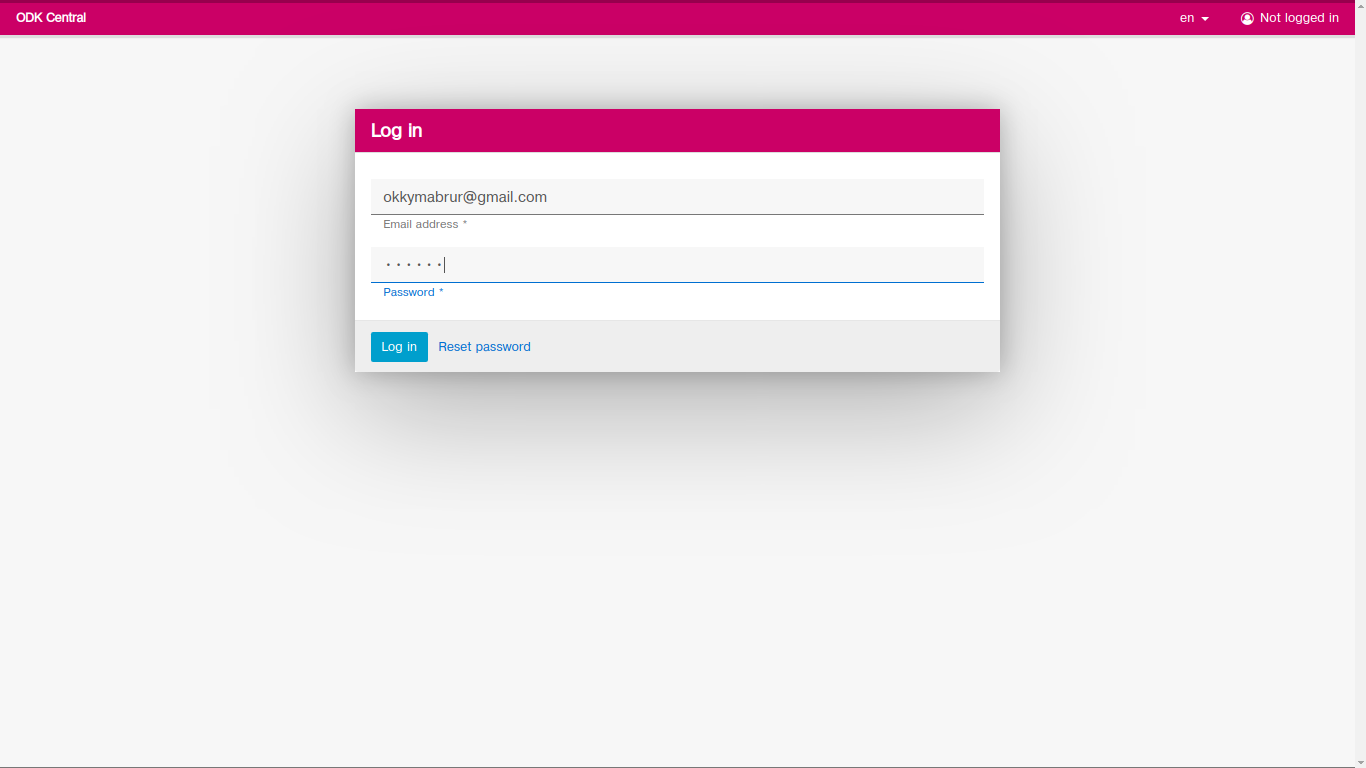 ODK Central
en
Not logged in
Log in
okkymabrur@gmail.com
Email address *
••••••
Password *
Log in
Reset password